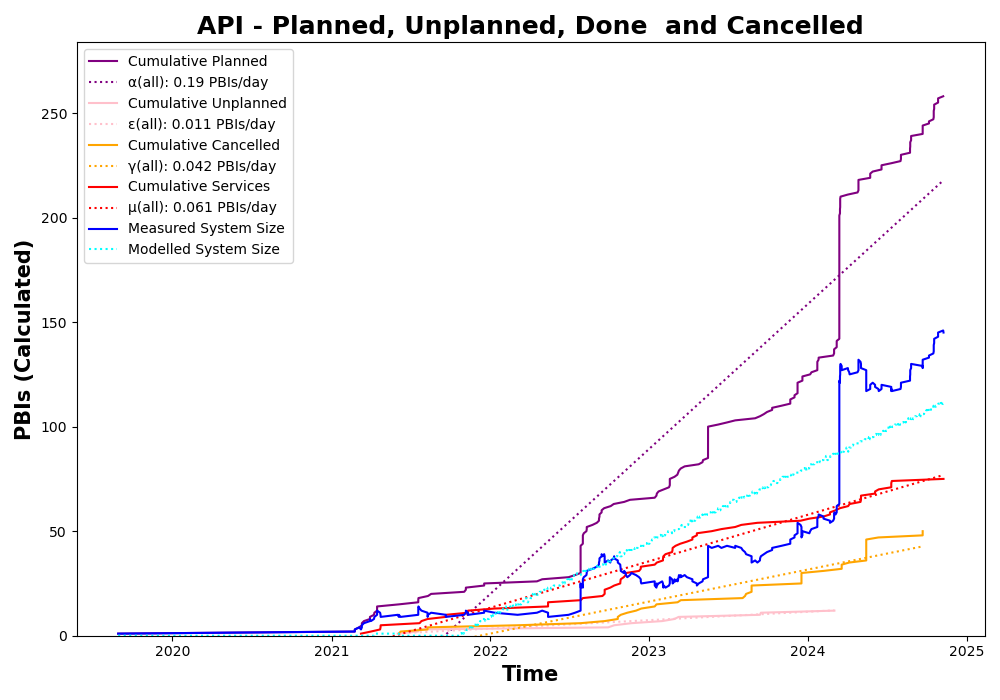 API - Planned, Unplanned, Done  and Cancelled
Cumulative Planned
α(all): 0.19 PBIs/day
Cumulative Unplanned
ε(all): 0.011 PBIs/day
Cumulative Cancelled
γ(all): 0.042 PBIs/day
Cumulative Services
μ(all): 0.061 PBIs/day
Measured System Size
Modelled System Size
PBIs (Calculated)
250
200
150
100
50
0
2020 2021 2022 2023 2024 2025
Time